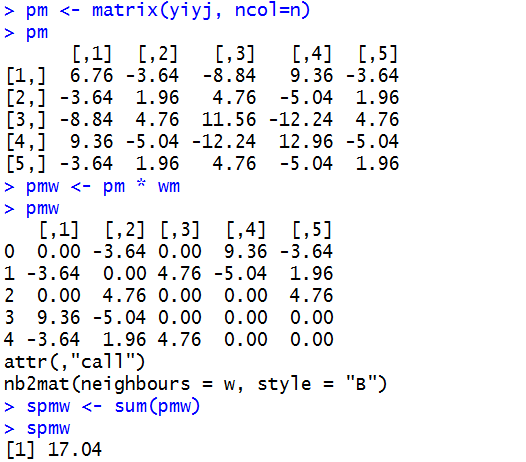 > pm <- matrix(yiyj, ncol=n)
> pm
      [,1]  [,2]   [,3]   [,4]  [,5]
[1,]  6.76 -3.64  -8.84   9.36 -3.64
[2,] -3.64  1.96   4.76  -5.04  1.96
[3,] -8.84  4.76  11.56 -12.24  4.76
[4,]  9.36 -5.04 -12.24  12.96 -5.04
[5,] -3.64  1.96   4.76  -5.04  1.96
> pmw <- pm * wm
> pmw
   [,1]  [,2] [,3]  [,4]  [,5]
0  0.00 -3.64 0.00  9.36 -3.64
1 -3.64  0.00 4.76 -5.04  1.96
2  0.00  4.76 0.00  0.00  4.76
3  9.36 -5.04 0.00  0.00  0.00
4 -3.64  1.96 4.76  0.00  0.00
attr(,"call")
nb2mat(neighbours = w, style = "B")
> spmw <- sum(pmw)
> spmw
[1] 17.04